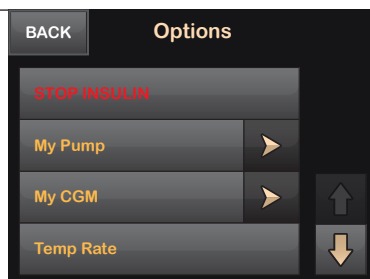 BACK
Options
STOP INSULIN
My Pump
My CGM
Temp Rate